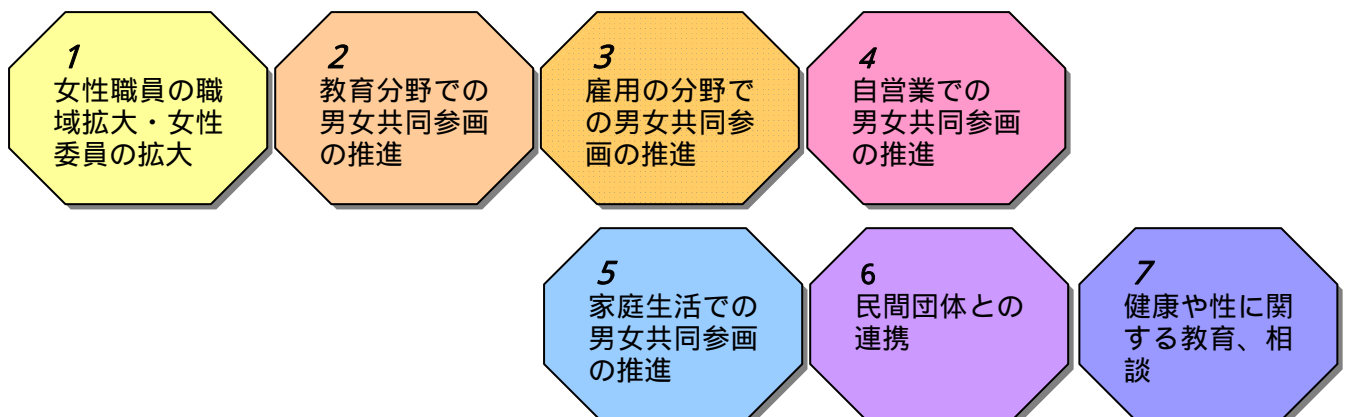 1
女性職員の職
域拡大・女性
委員の拡大
2
教育分野での
男女共同参画
の推進
3
雇用の分野で
の男女共同参
画の推進
4
自営業での
男女共同参画
の推進
5
家庭生活での
男女共同参画
の推進
6
民間団体との
連携
7
健康や性に関
する教育、相
談